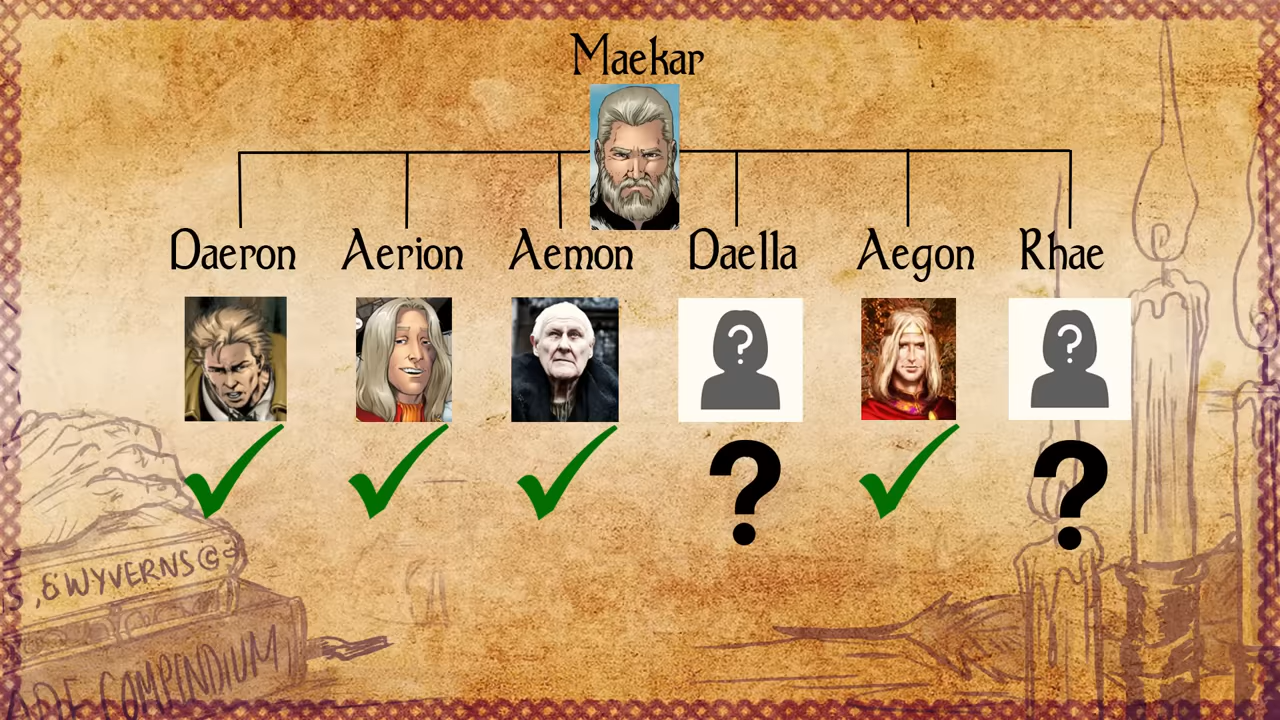 Maekar
Daeron Aerion Aemon Daella Aegon Rhae
? ?
? ?
S, & WYVERNS
COMPENDIUM